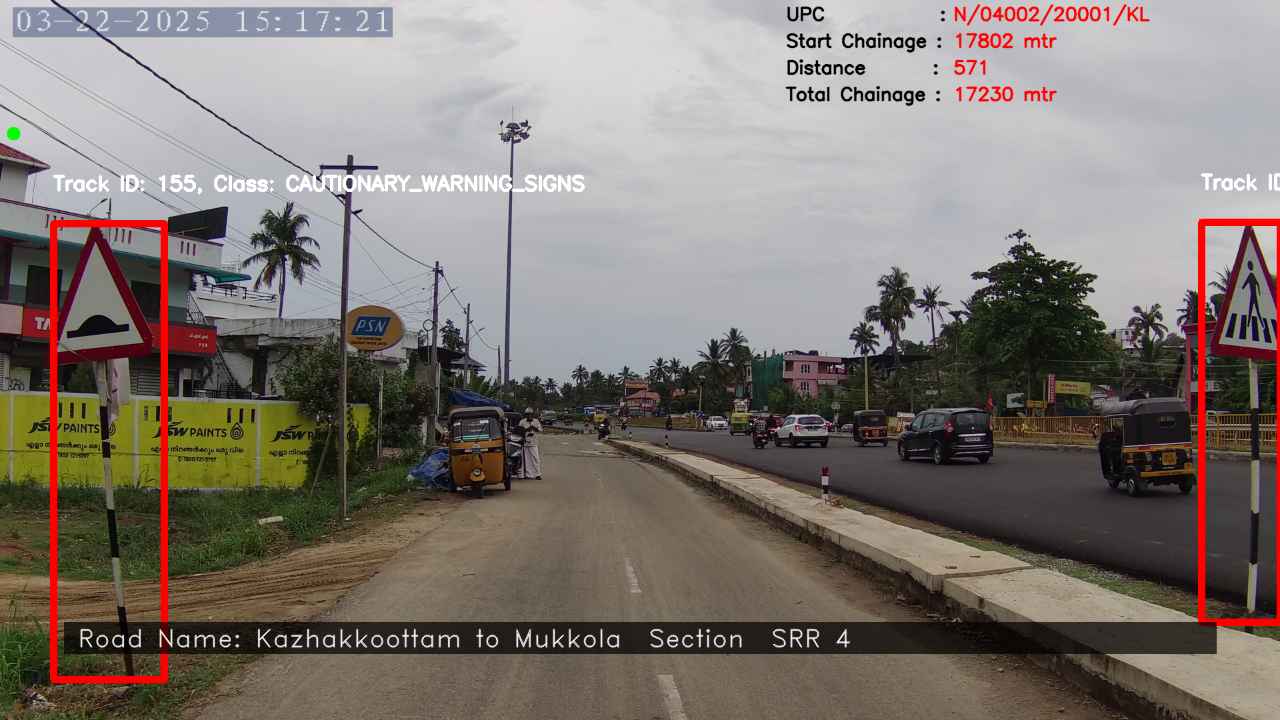 03-22-2025 15:17:21
UPC : N/04002/20001/KL
Start Chainage : 17802 mtr
Distance : 571
Total Chainage : 17230 mtr
Track ID: 155, Class: CAUTIONARY_WARNING_SIGNS
Track ID
PSN
TA
JSW PAINTS
JSW PAINTS
JSW
Road Name: Kazhakkoottam to Mukkola Section SRR 4